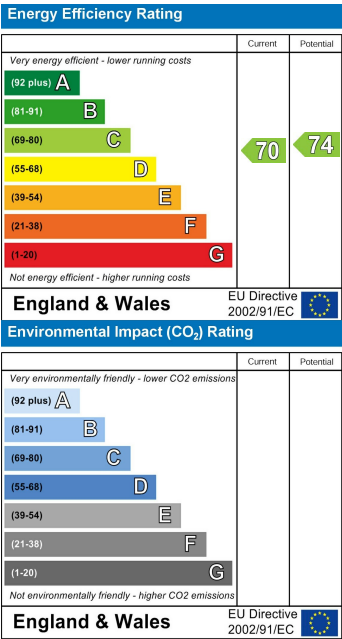 Energy Efficiency Rating
Current Potential
Very energy efficient - lower running costs
(92 plus) A
(81-91) B
(69-80) C
70 74
(55-68) D
(39-54) E
(21-38) F
(1-20) G
Not energy efficient - higher running costs
England & Wales
EU Directive
2002/91/EC
Environmental Impact (CO₂) Rating
Current Potential
Very environmentally friendly - lower CO2 emissions
(92 plus) A
(81-91) B
(69-80) C
(55-68) D
(39-54) E
(21-38) F
(1-20) G
Not environmentally friendly - higher CO2 emissions
England & Wales
EU Directive
2002/91/EC